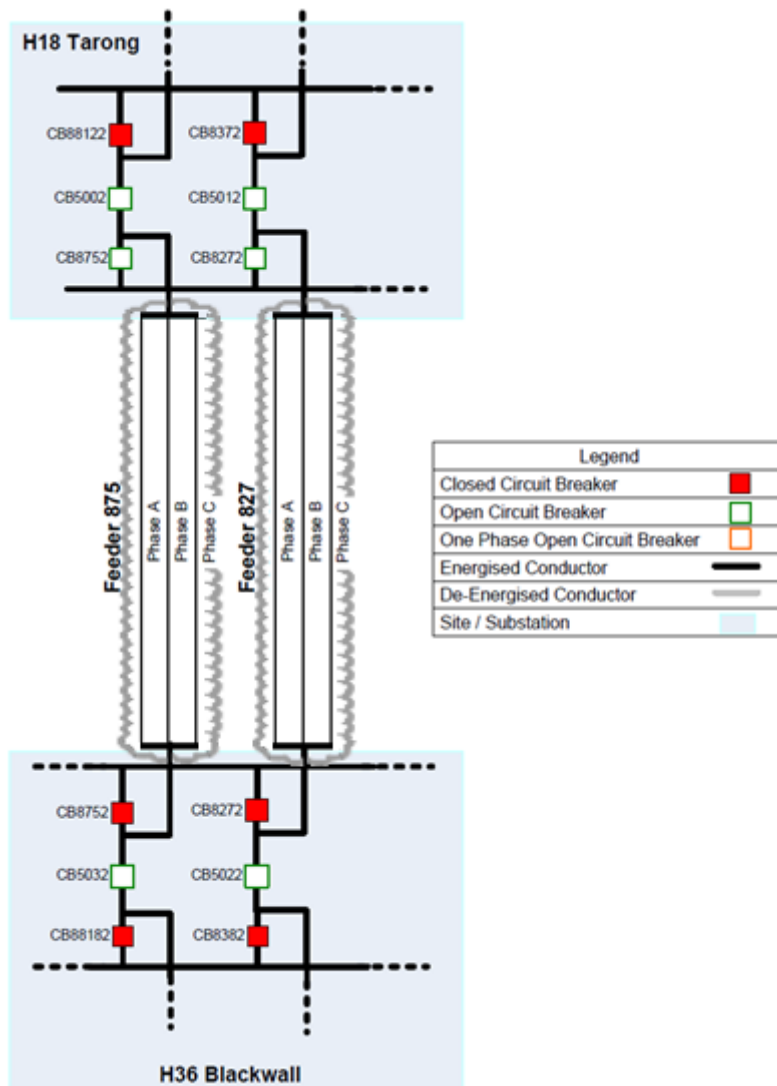 H18 Tarong
CB88122
CB8372
CB5002
CB5012
CB8752
CB8272
Feeder 875
Phase A
Phase B
Phase C
Feeder 827
Phase A
Phase B
Phase C
Legend
Closed Circuit Breaker
Open Circuit Breaker
One Phase Open Circuit Breaker
Energised Conductor
De-Energised Conductor
Site / Substation
CB8752
CB8272
CB5032
CB5022
CB88182
CB8382
H36 Blackwall